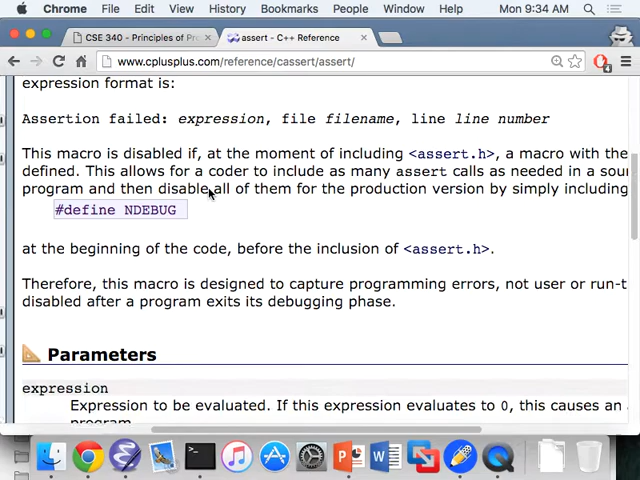 Chrome File Edit View History Bookmarks People Window Help Mon 9:34 AM
CSE 340 - Principles of Pr
assert - C++ Reference
www.cplusplus.com/reference/cassert/assert/
4
expression format is:
Assertion failed: expression, file filename, line line number
This macro is disabled if, at the moment of including <assert.h>, a macro with the
defined. This allows for a coder to include as many assert calls as needed in a sou
program and then disable all of them for the production version by simply including
#define NDEBUG
at the beginning of the code, before the inclusion of <assert.h>.
Therefore, this macro is designed to capture programming errors, not user or run-t
disabled after a program exits its debugging phase.
Parameters
expression
Expression to be evaluated. If this expression evaluates to 0, this causes an
program